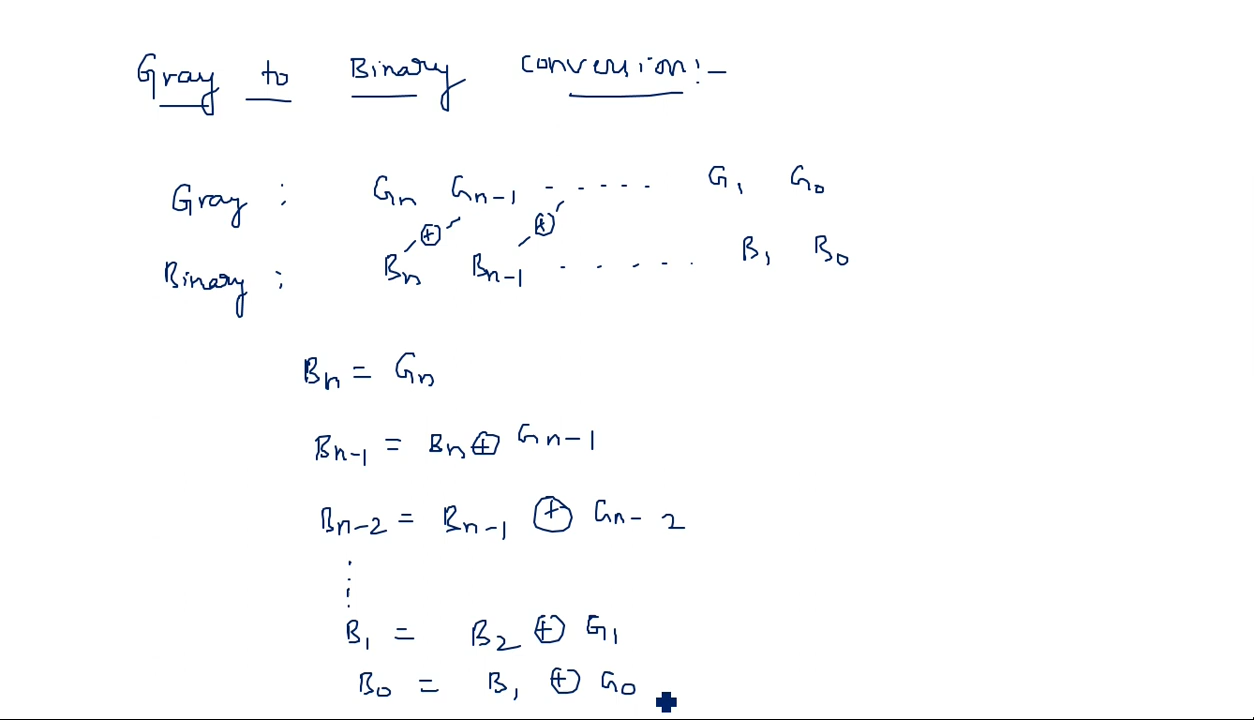 Gray to Binary Conversion:-
Gray : Gn Gn-1 - - - - - G1 G0
⊕ ⊕
Binary : Bn Bn-1 - - - - - B1 B0
Bn = Gn
Bn-1 = Bn ⊕ Gn-1
Bn-2 = Bn-1 ⊕ Gn-2
⋮
B1 = B2 ⊕ G1
B0 = B1 ⊕ G0